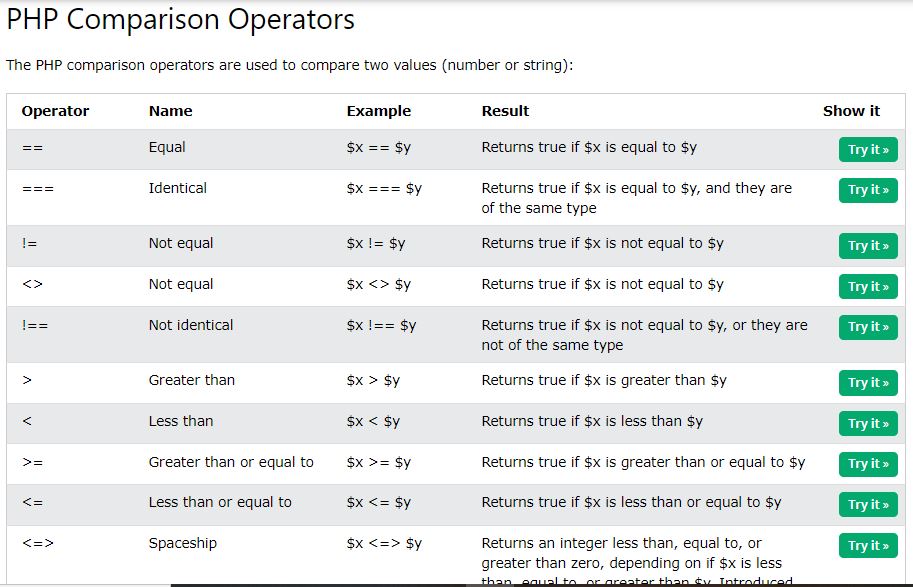 PHP Comparison Operators
The PHP comparison operators are used to compare two values (number or string):
Operator Name Example Result Show it
== Equal $x == $y Returns true if $x is equal to $y Try it »
=== Identical $x === $y Returns true if $x is equal to $y, and they are Try it »
of the same type
!= Not equal $x != $y Returns true if $x is not equal to $y Try it »
<> Not equal $x <> $y Returns true if $x is not equal to $y Try it »
!== Not identical $x !== $y Returns true if $x is not equal to $y, or they are Try it »
not of the same type
> Greater than $x > $y Returns true if $x is greater than $y Try it »
< Less than $x < $y Returns true if $x is less than $y Try it »
>= Greater than or equal to $x >= $y Returns true if $x is greater than or equal to $y Try it »
<= Less than or equal to $x <= $y Returns true if $x is less than or equal to $y Try it »
<=> Spaceship $x <=> $y Returns an integer less than, equal to, or Try it »
greater than zero, depending on if $x is less
than, equal to, or greater than $y. Introduced